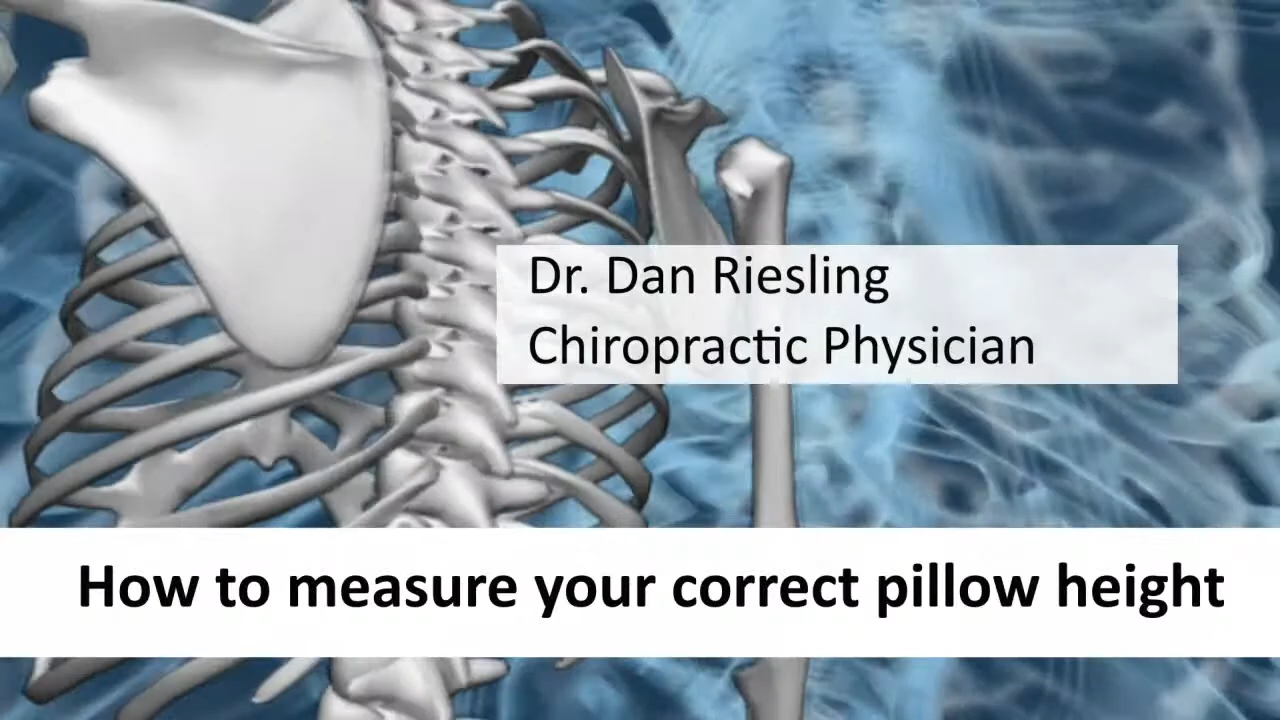 Dr. Dan Riesling
Chiropractic Physician
How to measure your correct pillow height